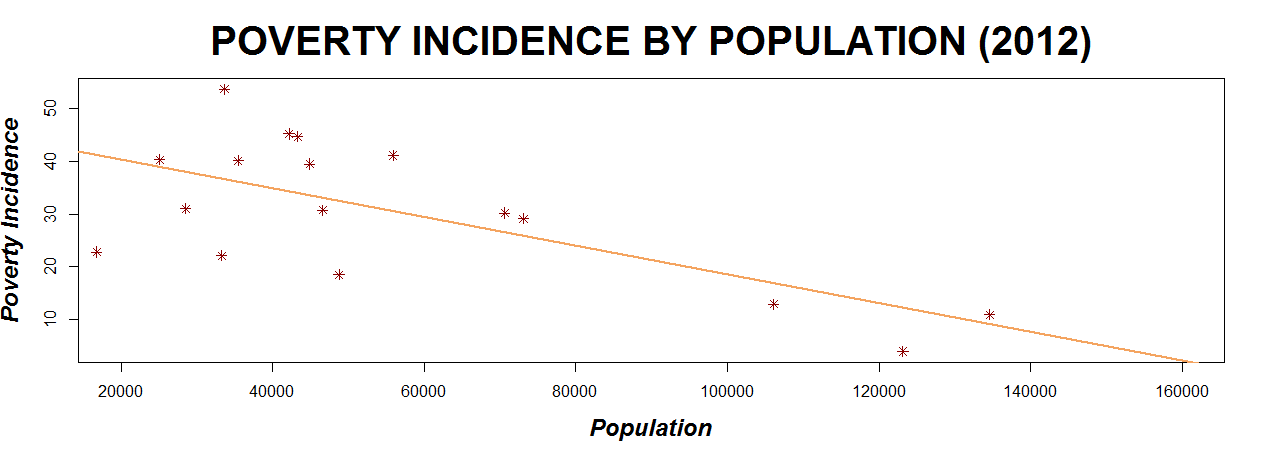 POVERTY INCIDENCE BY POPULATION (2012)
Poverty Incidence
50
40
30
20
10
20000 40000 60000 80000 100000 120000 140000 160000
Population